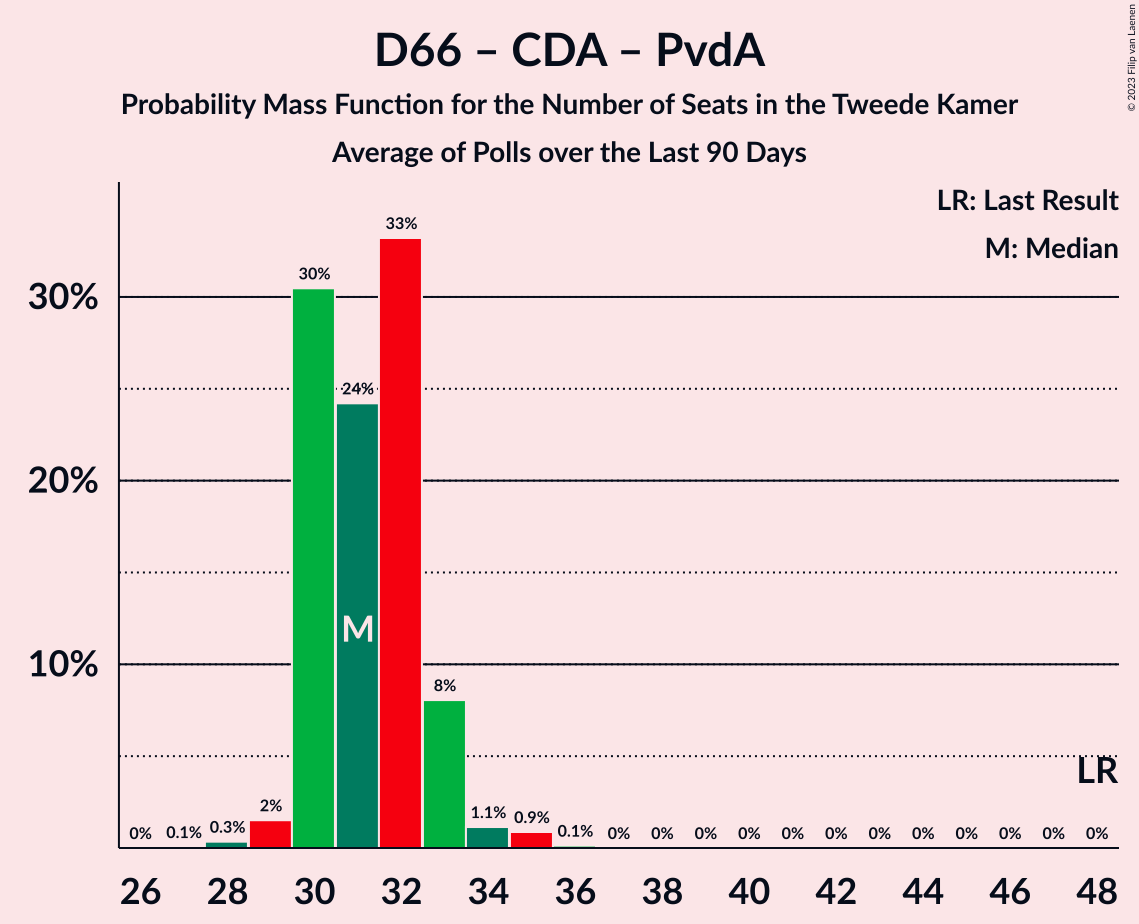 D66 – CDA – PvdA
Probability Mass Function for the Number of Seats in the Tweede Kamer
Average of Polls over the Last 90 Days
© 2023 Filip van Laenen
LR: Last Result
M: Median
30%
20%
10%
0%
0.1%
0.3%
2%
30%
24%
33%
8%
1.1%
0.9%
0.1%
0%
0%
0%
0%
0%
0%
0%
0%
0%
0%
0%
0%
M
LR
26 28 30 32 34 36 38 40 42 44 46 48